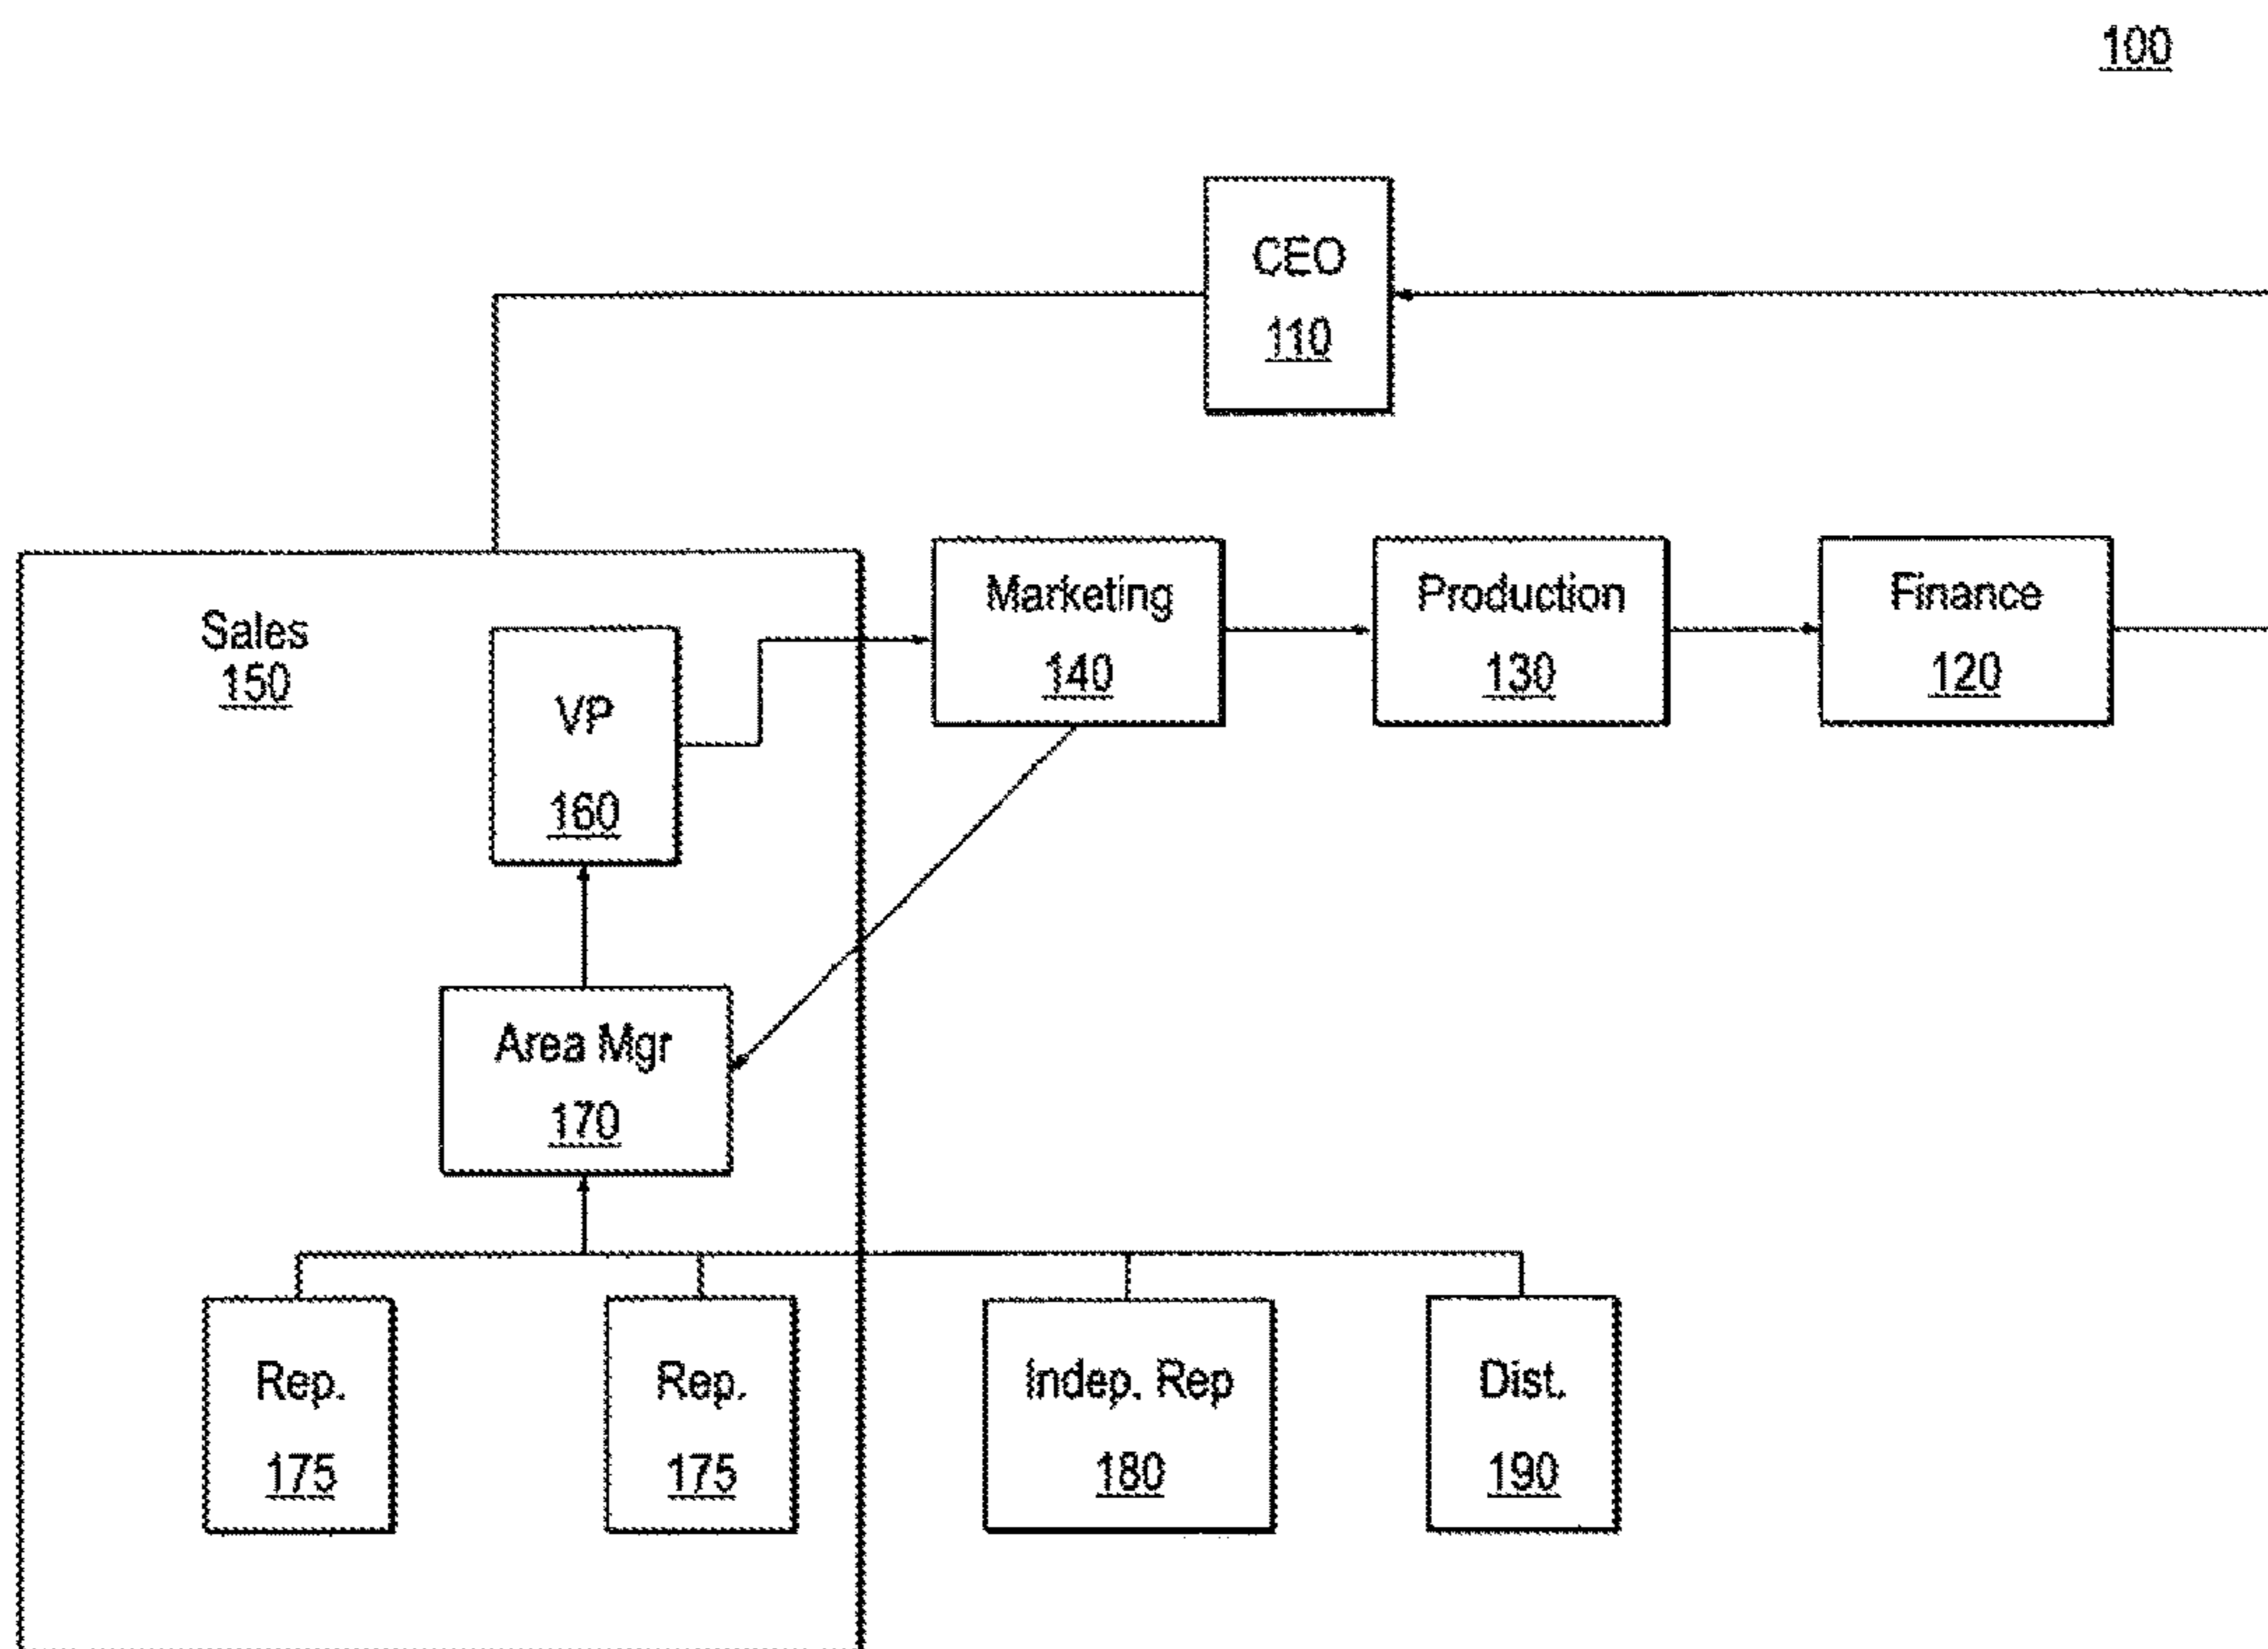 100
CEO
110
Sales
150
VP
160
Marketing
140
Production
130
Finance
120
Area Mgr
170
Rep.
175
Rep.
175
Indep. Rep
180
Dist.
190